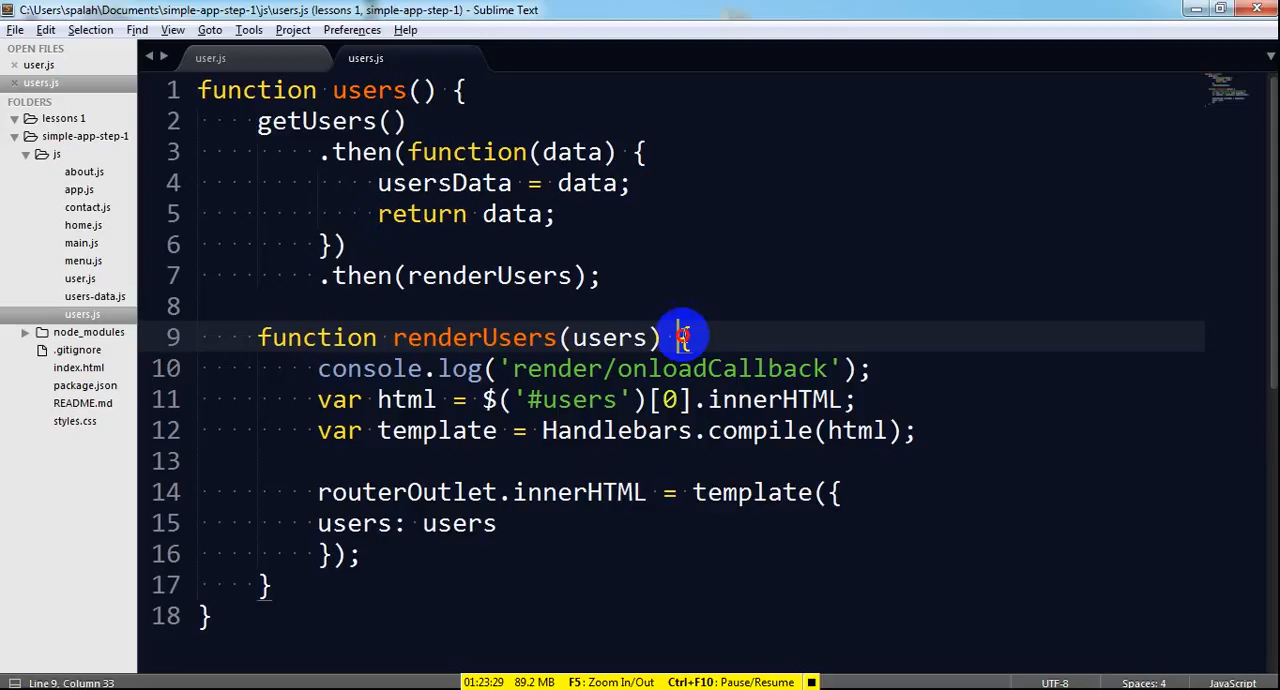 C:\Users\spalah\Documents\simple-app-step-1\js\users.js (lessons 1, simple-app-step-1) - Sublime Text
File Edit Selection Find View Goto Tools Project Preferences Help
OPEN FILES
user.js
users.js
FOLDERS
lessons 1
simple-app-step-1
js
about.js
app.js
contact.js
home.js
main.js
menu.js
user.js
users-data.js
users.js
node_modules
.gitignore
index.html
package.json
README.md
styles.css
user.js users.js
1 function users() {
2 getUsers()
3 .then(function(data) {
4 usersData = data;
5 return data;
6 })
7 .then(renderUsers);
8
9 function renderUsers(users) {
10 console.log('render/onloadCallback');
11 var html = $('#users')[0].innerHTML;
12 var template = Handlebars.compile(html);
13
14 routerOutlet.innerHTML = template({
15 users: users
16 });
17 }
18 }
Line 9, Column 33
01:23:29 89.2 MB F5: Zoom In/Out Ctrl+F10: Pause/Resume
UTF-8 Spaces: 4 JavaScript